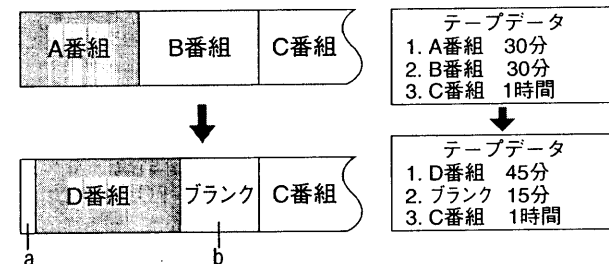 A番組 B番組 C番組
テープデータ
1. A番組 30分
2. B番組 30分
3. C番組 1時間
D番組 ブランク C番組
a b
テープデータ
1. D番組 45分
2. ブランク 15分
3. C番組 1時間